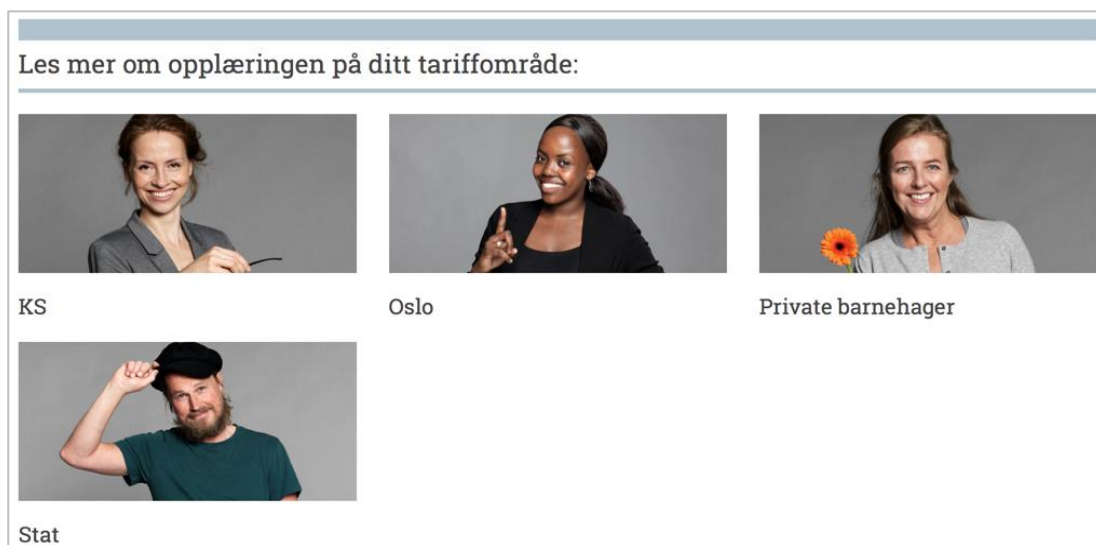 Les mer om opplæringen på ditt tariffområde:
KS
Oslo
Private barnehager
Stat